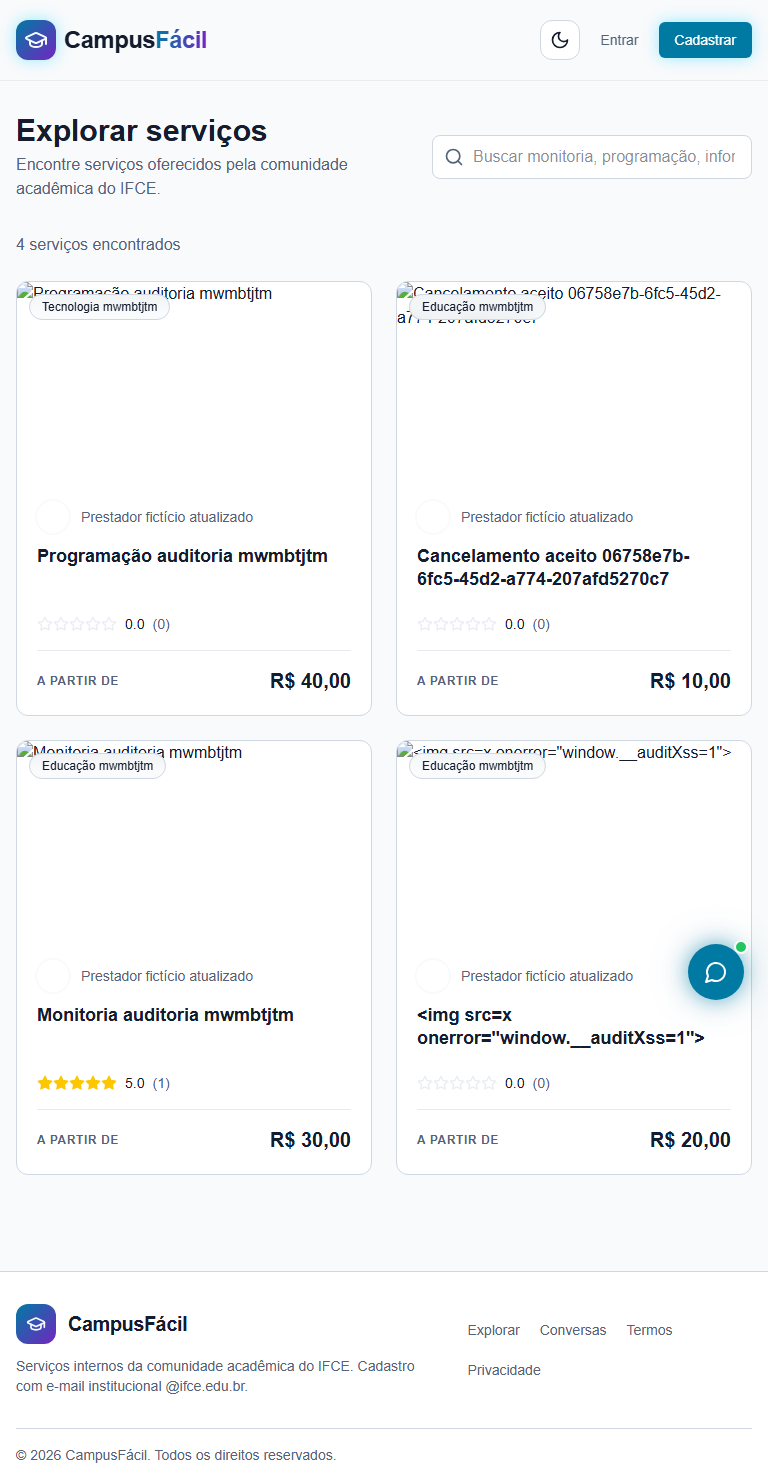 CampusFácil
Entrar
Cadastrar
Explorar serviços
Encontre serviços oferecidos pela comunidade
acadêmica do IFCE.
Buscar monitoria, programação, infor
4 serviços encontrados
Programação auditoria mwmbtjtm
Tecnologia mwmbtjtm
Prestador fictício atualizado
Programação auditoria mwmbtjtm
0.0 (0)
A PARTIR DE
R$ 40,00
Cancelamento aceito 06758e7b-6fc5-45d2-
Educação mwmbtjtm
Prestador fictício atualizado
Cancelamento aceito 06758e7b-
6fc5-45d2-a774-207afd5270c7
0.0 (0)
A PARTIR DE
R$ 10,00
Monitoria auditoria mwmbtjtm
Educação mwmbtjtm
Prestador fictício atualizado
Monitoria auditoria mwmbtjtm
5.0 (1)
A PARTIR DE
R$ 30,00
<img src=x onerror="window.__auditXss=1">
Educação mwmbtjtm
Prestador fictício atualizado
<img src=x
onerror="window.__auditXss=1">
0.0 (0)
A PARTIR DE
R$ 20,00
CampusFácil
Serviços internos da comunidade acadêmica do IFCE. Cadastro
com e-mail institucional @ifce.edu.br.
Explorar
Conversas
Termos
Privacidade
© 2026 CampusFácil. Todos os direitos reservados.